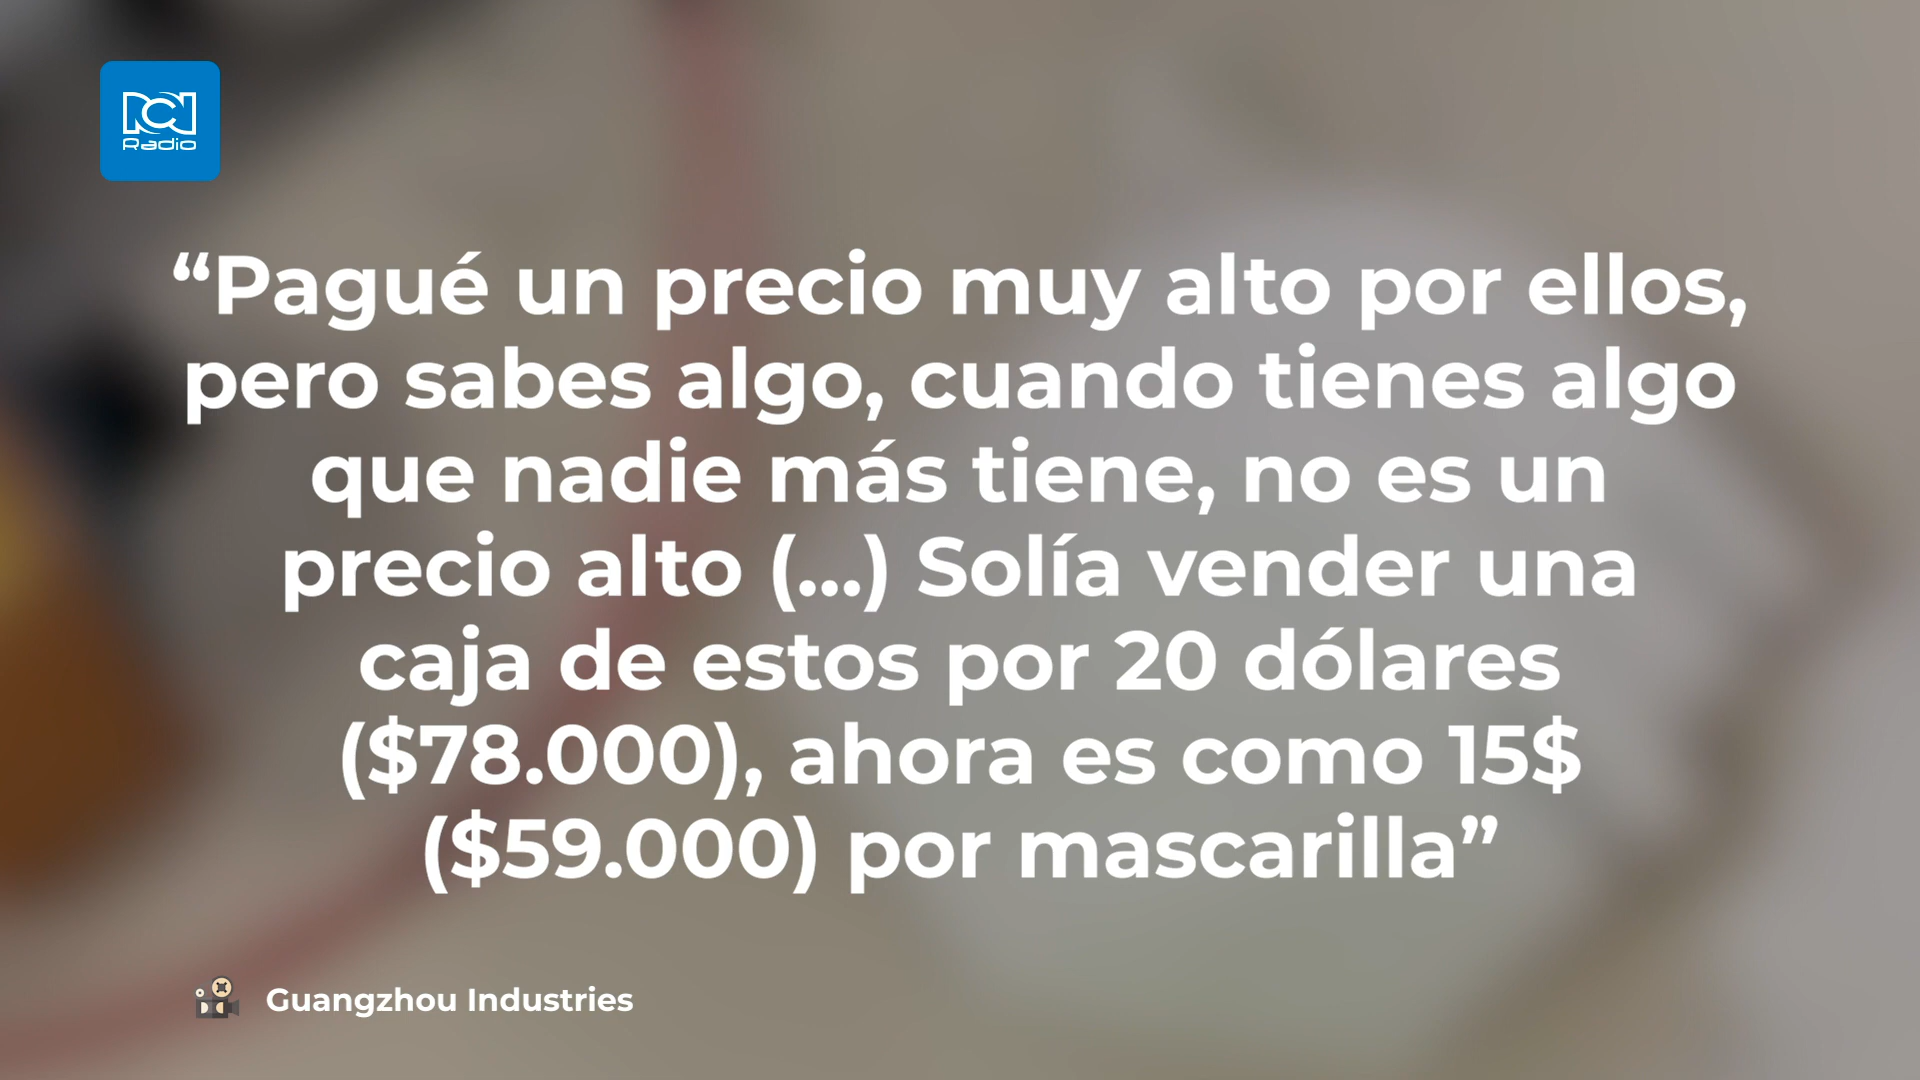 RCN
Radio
“Pagué un precio muy alto por ellos,
pero sabes algo, cuando tienes algo
que nadie más tiene, no es un
precio alto (...) Solía vender una
caja de estos por 20 dólares
($78.000), ahora es como 15$
($59.000) por mascarilla”
Guangzhou Industries